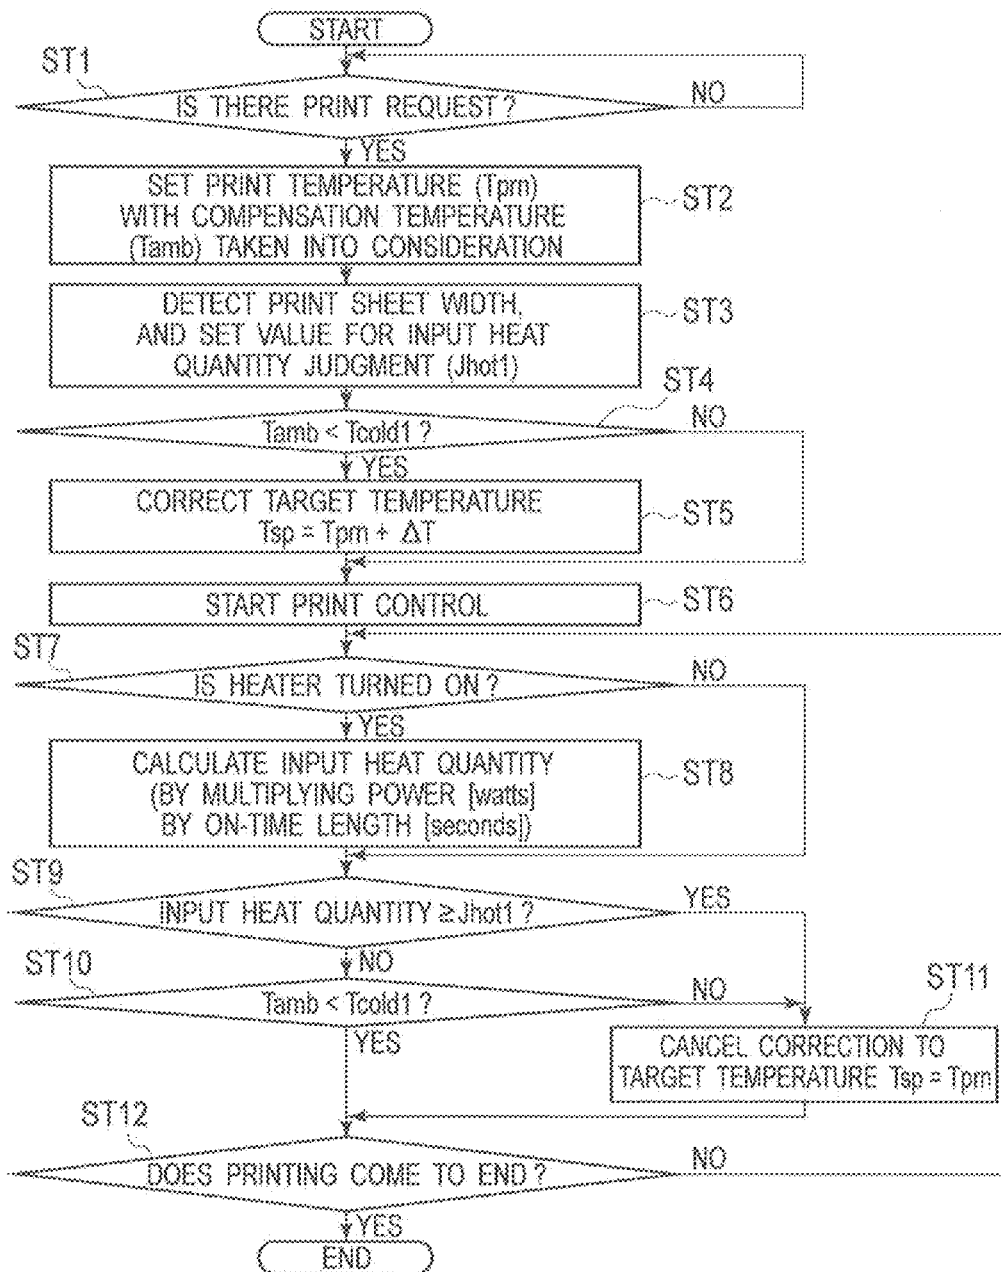 START
ST1
IS THERE PRINT REQUEST ?
NO
YES
SET PRINT TEMPERATURE (Tprn)
WITH COMPENSATION TEMPERATURE
(Tamb) TAKEN INTO CONSIDERATION
ST2
DETECT PRINT SHEET WIDTH,
AND SET VALUE FOR INPUT HEAT
QUANTITY JUDGMENT (Jhot1)
ST3
ST4
Tamb < Tcold1 ?
NO
YES
CORRECT TARGET TEMPERATURE
Tsp = Tprn + ΔT
ST5
START PRINT CONTROL
ST6
ST7
IS HEATER TURNED ON ?
NO
YES
CALCULATE INPUT HEAT QUANTITY
(BY MULTIPLYING POWER [watts]
BY ON-TIME LENGTH [seconds])
ST8
ST9
INPUT HEAT QUANTITY ≥ Jhot1 ?
YES
NO
ST10
Tamb < Tcold1 ?
NO
YES
ST11
CANCEL CORRECTION TO
TARGET TEMPERATURE Tsp = Tprn
ST12
DOES PRINTING COME TO END ?
NO
YES
END